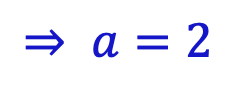 ⇒ a = 2